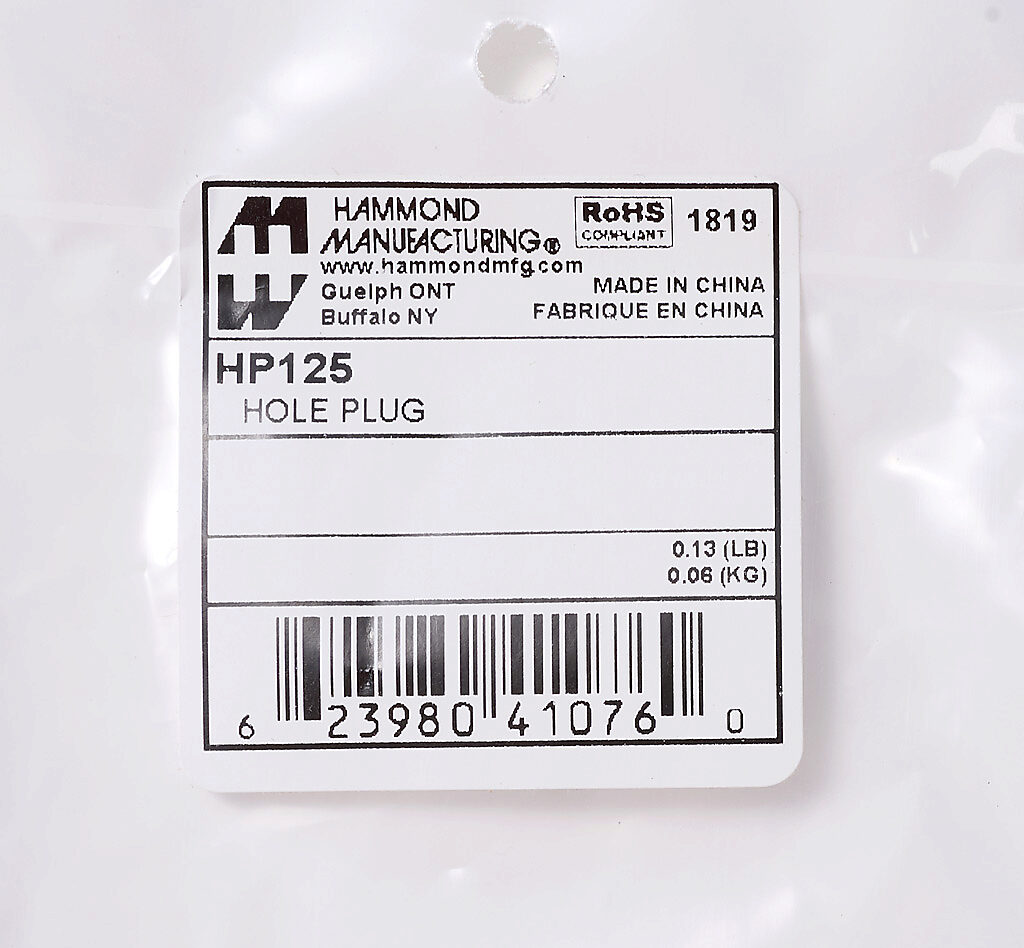 HAMMOND
MANUFACTURING®
www.hammondmfg.com
Guelph ONT
Buffalo NY
RoHS
COMPLIANT
1819
MADE IN CHINA
FABRIQUE EN CHINA
HP125
HOLE PLUG
0.13 (LB)
0.06 (KG)
6 23980 41076 0